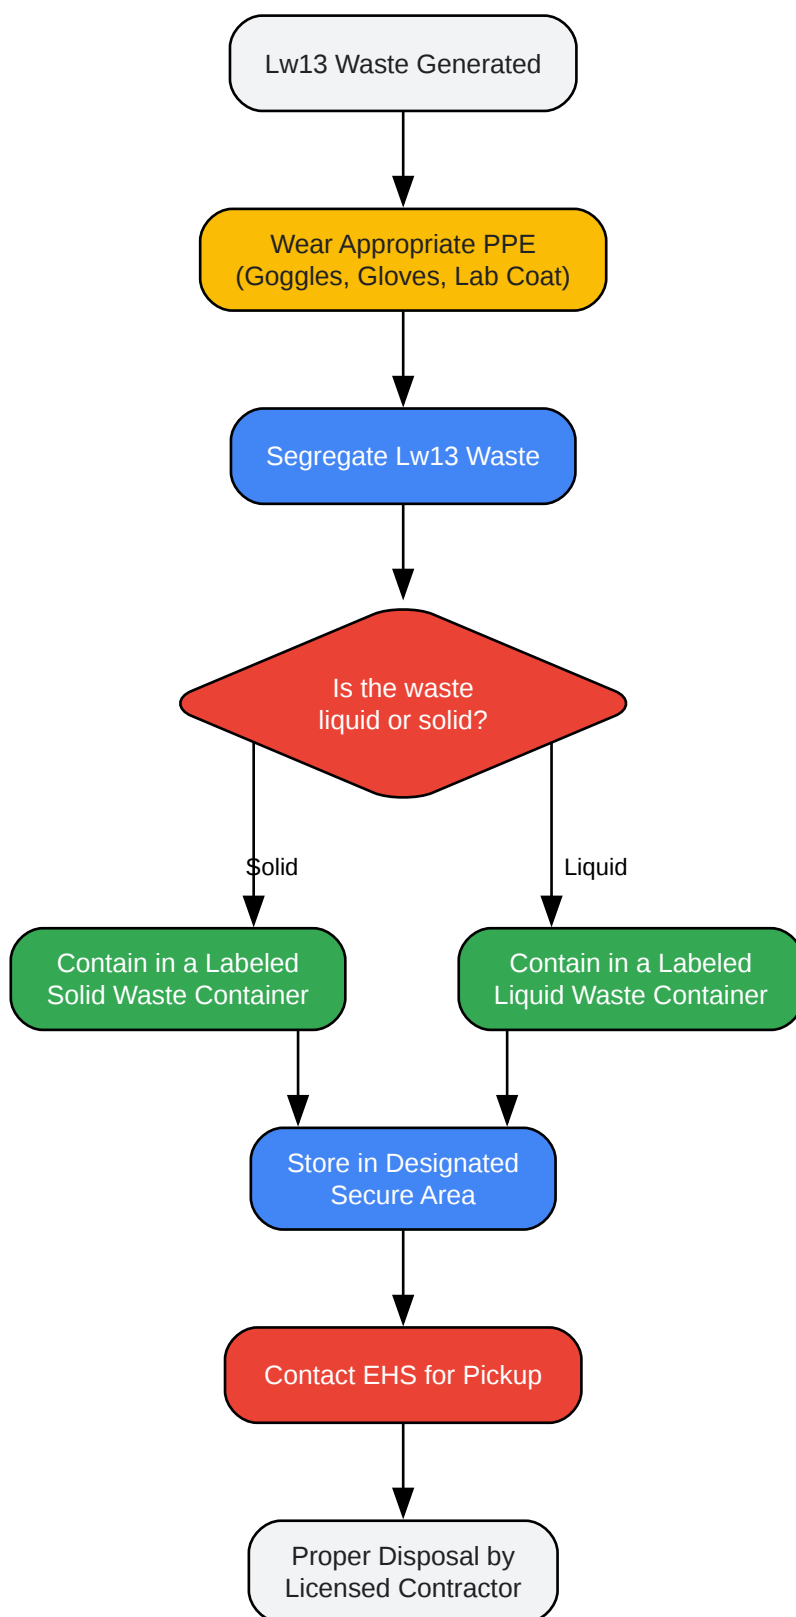 Lw13 Waste Generated
Wear Appropriate PPE
(Goggles, Gloves, Lab Coat)
Segregate Lw13 Waste
Is the waste
liquid or solid?
Solid
Liquid
Contain in a Labeled
Solid Waste Container
Contain in a Labeled
Liquid Waste Container
Store in Designated
Secure Area
Contact EHS for Pickup
Proper Disposal by
Licensed Contractor